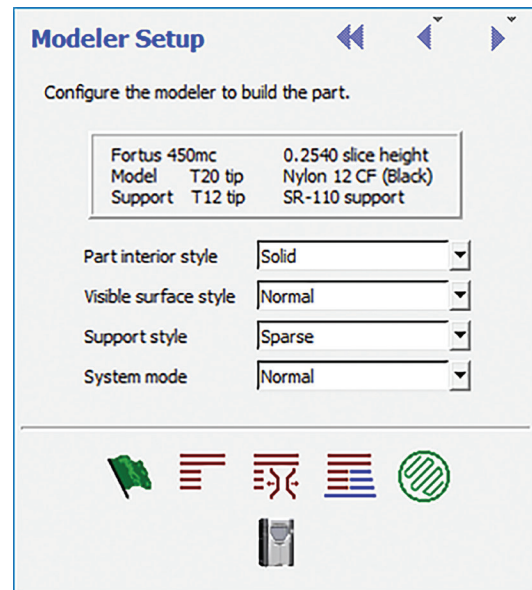 Modeler Setup
Configure the modeler to build the part.
Fortus 450mc 0.2540 slice height
Model T20 tip Nylon 12 CF (Black)
Support T12 tip SR-110 support
Part interior style Solid
Visible surface style Normal
Support style Sparse
System mode Normal